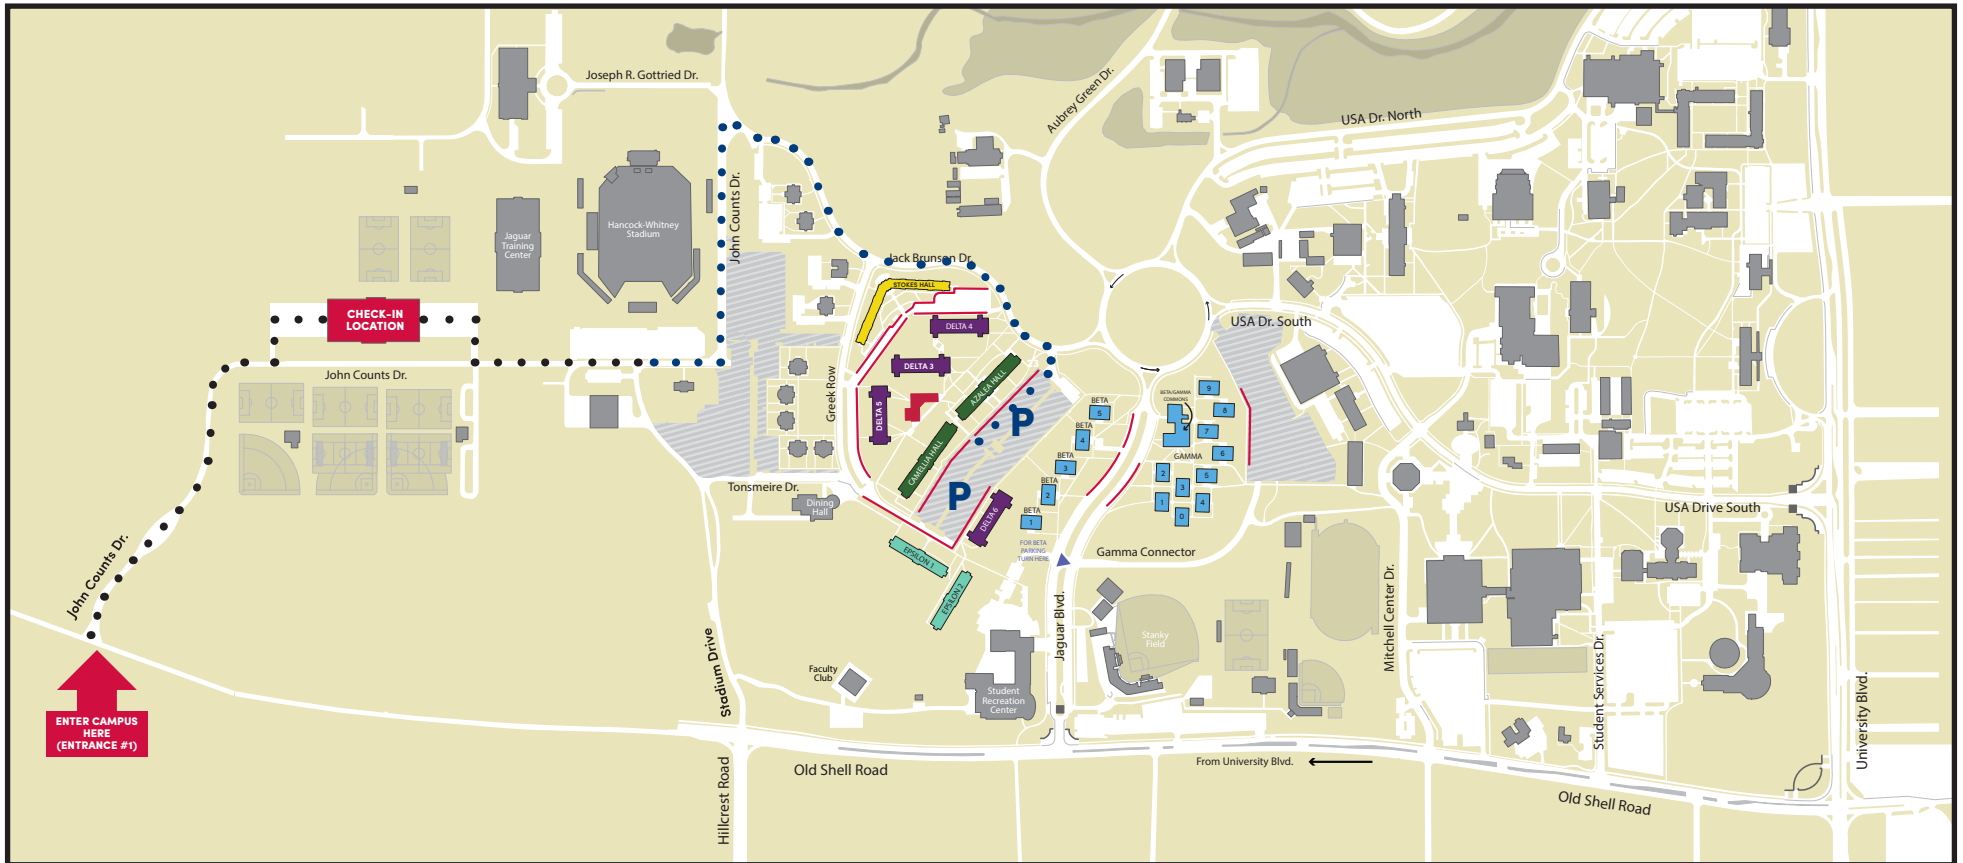 Joseph R. Gottried Dr.
Aubrey Green Dr.
USA Dr. North
John Counts Dr.
Hancock-Whitney
Stadium
Jaguar
Training
Center
Jack Brunson Dr.
STOKES HALL
CHECK-IN
LOCATION
DELTA 4
USA Dr. South
John Counts Dr.
DELTA 3
AZALEA HALL
Greek Row
DELTA 5
BETA/GAMMA
COMMONS
9
8
7
6
GAMMA
5
2
3
4
1
0
BETA
5
BETA
4
BETA
3
BETA
2
BETA
1
P
CAMELLIA HALL
P
DELTA 6
Tonsmeire Dr.
Dining
Hall
USA Drive South
EPSILON 1
EPSILON 2
FOR BETA
PARKING
TURN HERE
Gamma Connector
John Counts Dr.
Jaguar Blvd.
Mitchell Center Dr.
Stanky
Field
Stadium Drive
Faculty
Club
Student
Recreation
Center
Student Services Dr.
University Blvd.
ENTER CAMPUS
HERE
(ENTRANCE #1)
Hillcrest Road
Old Shell Road
From University Blvd.
Old Shell Road